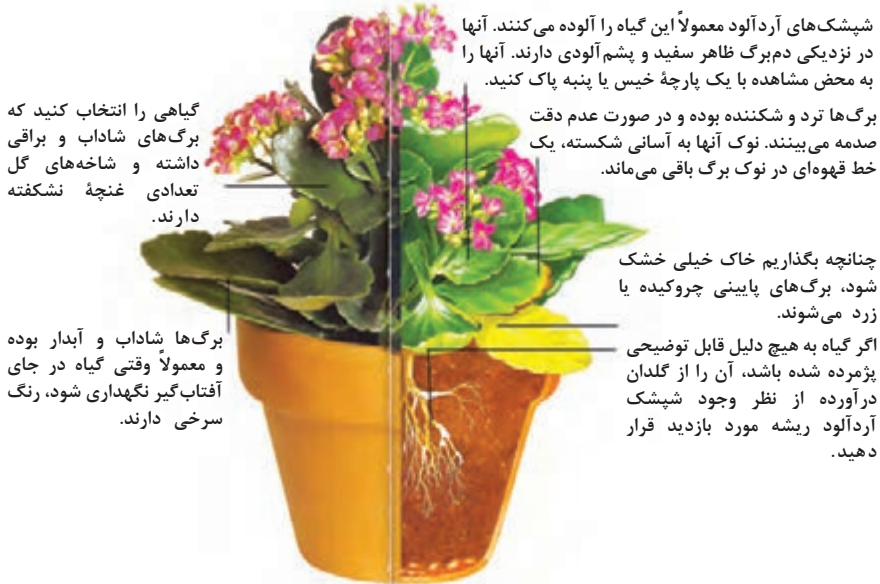 شپشک‌های آردآلود معمولاً این گیاه را آلوده می‌کنند. آنها
در نزدیکی دم‌برگ ظاهر سفید و پشم‌آلودی دارند. آنها را
به محض مشاهده با یک پارچهٔ خیس یا پنبه پاک کنید.
برگ‌ها ترد و شکننده بوده و در صورت عدم دقت
صدمه می‌بینند. نوک آنها به آسانی شکسته، یک
خط قهوه‌ای در نوک برگ باقی می‌ماند.
چنانچه بگذاریم خاک خیلی خشک
شود، برگ‌های پایینی چروکیده یا
زرد می‌شوند.
اگر گیاه به هیچ دلیل قابل توضیحی
پژمرده شده باشد، آن را از گلدان
درآورده از نظر وجود شپشک
آردآلود ریشه مورد بازدید قرار
دهید.
گیاهی را انتخاب کنید که
برگ‌های شاداب و براقی
داشته و شاخه‌های گل
تعدادی غنچهٔ نشکفته
دارند.
برگ‌ها شاداب و آبدار بوده
و معمولاً وقتی گیاه در جای
آفتاب‌گیر نگهداری شود، رنگ
سرخی دارند.